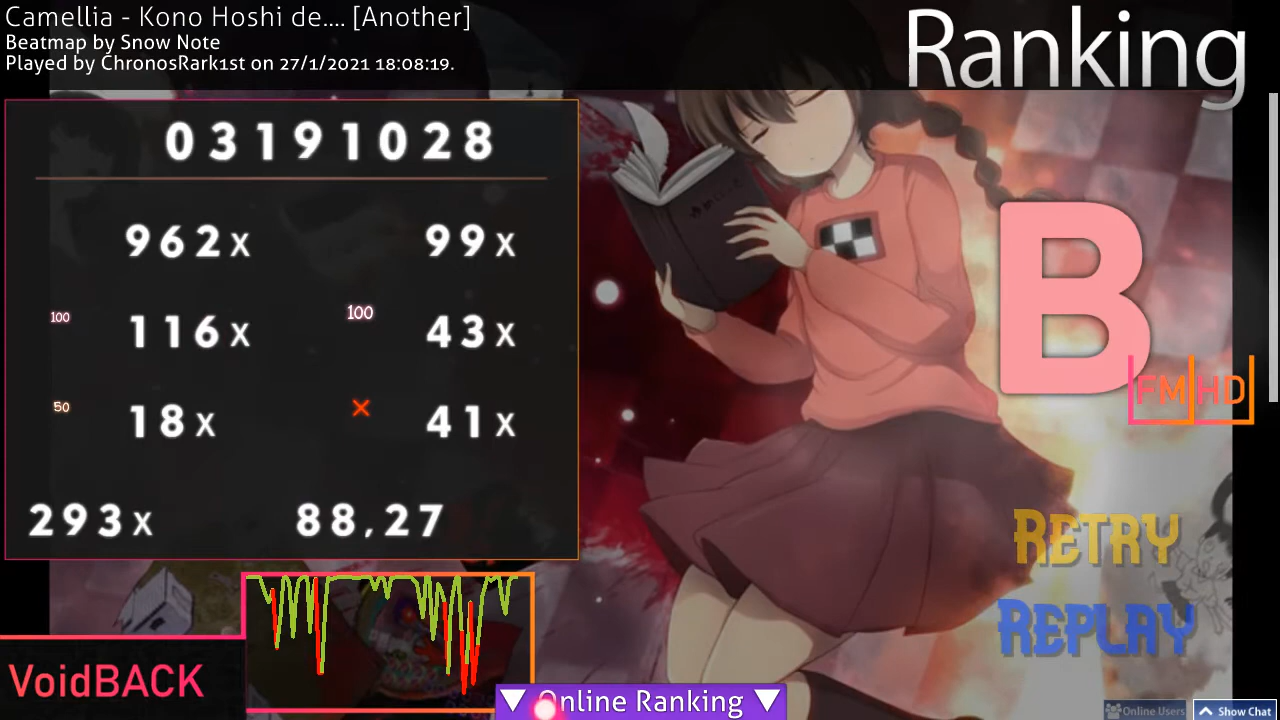 Camellia - Kono Hoshi de.... [Another]
Beatmap by Snow Note
Played by ChronosRark1st on 27/1/2021 18:08:19.
Ranking
03191028
962x 99x
100 116x 100 43x
50 18x × 41x
293x 88,27
B
FM HD
RETRY
REPLAY
VoidBACK
▼ Online Ranking ▼
Online Users
Show Chat